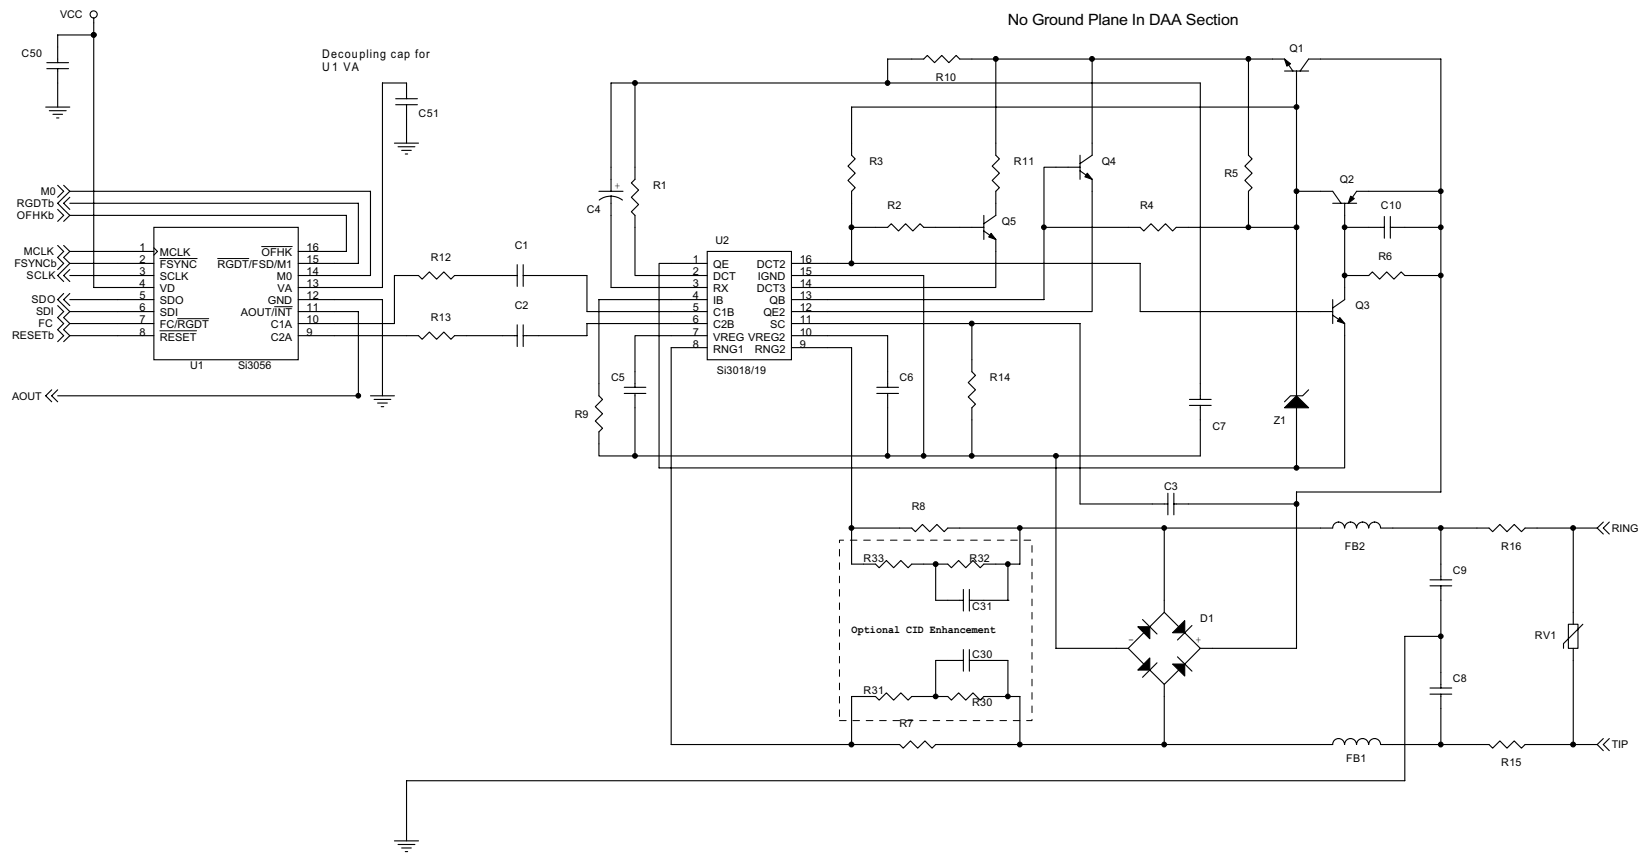 No Ground Plane In DAA Section
VCC
C50
Decoupling cap for
U1 VA
C51
M0
RGDTb
OFHKb
MCLK
FSYNCb
SCLK
SDO
SDI
FC
RESETb
AOUT
1 MCLK
2 FSYNC
3 SCLK
4 VD
5 SDO
6 SDI
7 FC/RGDT
8 RESET
OFHK 16
RGDT/FSD/M1 15
M0 14
VA 13
GND 12
AOUT/INT 11
C1A 10
C2A 9
U1 Si3056
R12
C1
R13
C2
C4
+
R1
R9
C5
U2
1 QE
2 DCT
3 RX
4 IB
5 C1B
6 C2B
7 VREG
8 RNG1
DCT2 16
IGND 15
DCT3 14
QB 13
QE2 12
SC 11
VREG2 10
RNG2 9
Si3018/19
C6
R14
R10
R3
R2
R11
Q5
Q4
R4
R5
Q1
Q2
C10
R6
Q3
C7
Z1
C3
R8
R33
R32
C31
Optional CID Enhancement
C30
R31
R30
R7
D1
-
+
FB2
FB1
C9
C8
R16
R15
RV1
RING
TIP